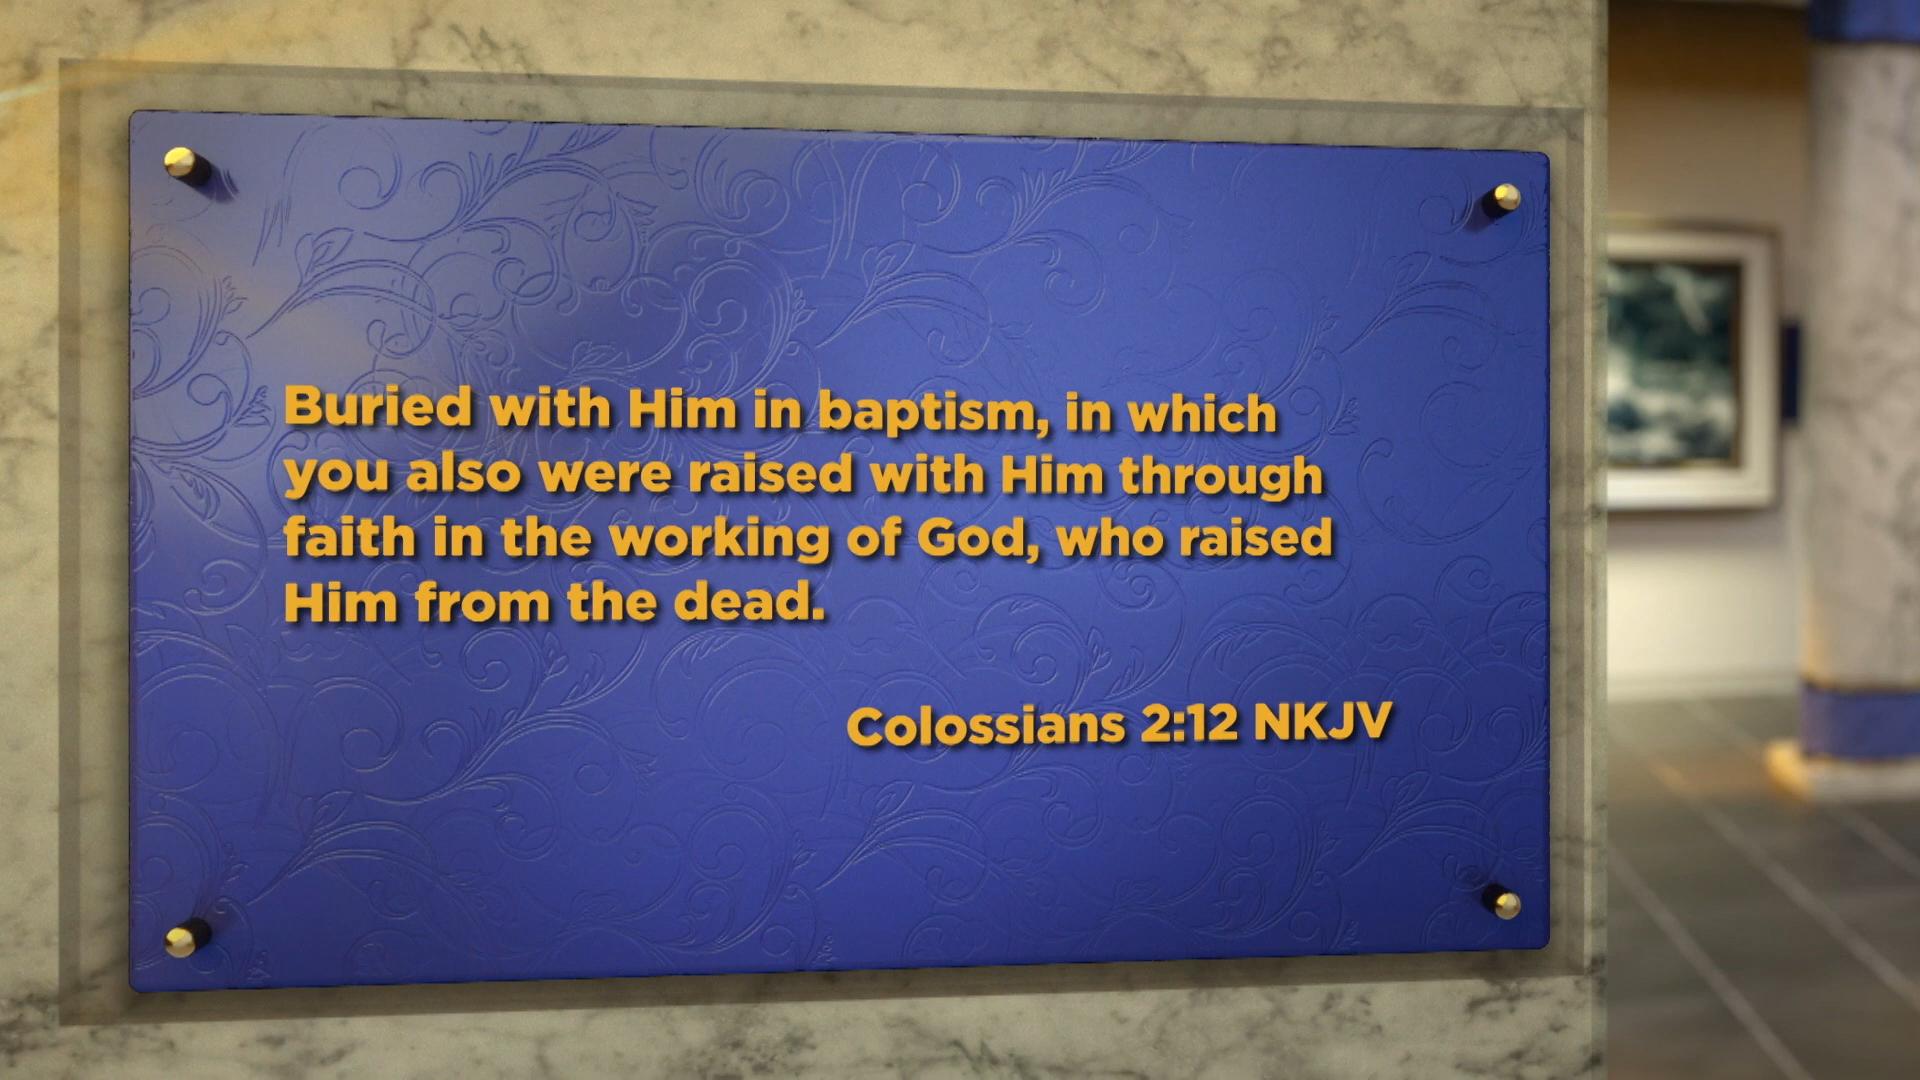 Buried with Him in baptism, in which
you also were raised with Him through
faith in the working of God, who raised
Him from the dead.
Colossians 2:12 NKJV